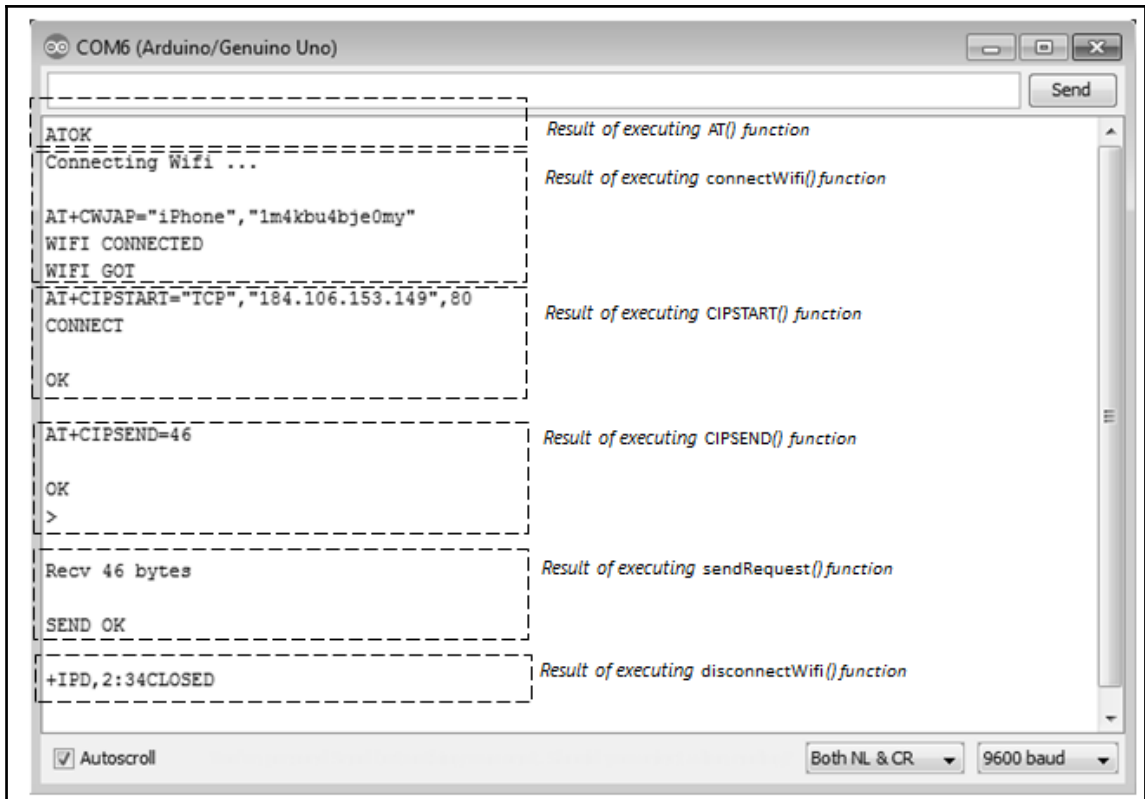 COM6 (Arduino/Genuino Uno)
Send
ATOK
Result of executing AT() function
Connecting Wifi ...
Result of executing connectWifi() function
AT+CWJAP="iPhone","1m4kbu4bje0my"
WIFI CONNECTED
WIFI GOT
AT+CIPSTART="TCP","184.106.153.149",80
Result of executing CIPSTART() function
CONNECT
OK
AT+CIPSEND=46
Result of executing CIPSEND() function
OK
>
Recv 46 bytes
Result of executing sendRequest() function
SEND OK
+IPD,2:34CLOSED
Result of executing disconnectWifi() function
Autoscroll
Both NL & CR
9600 baud